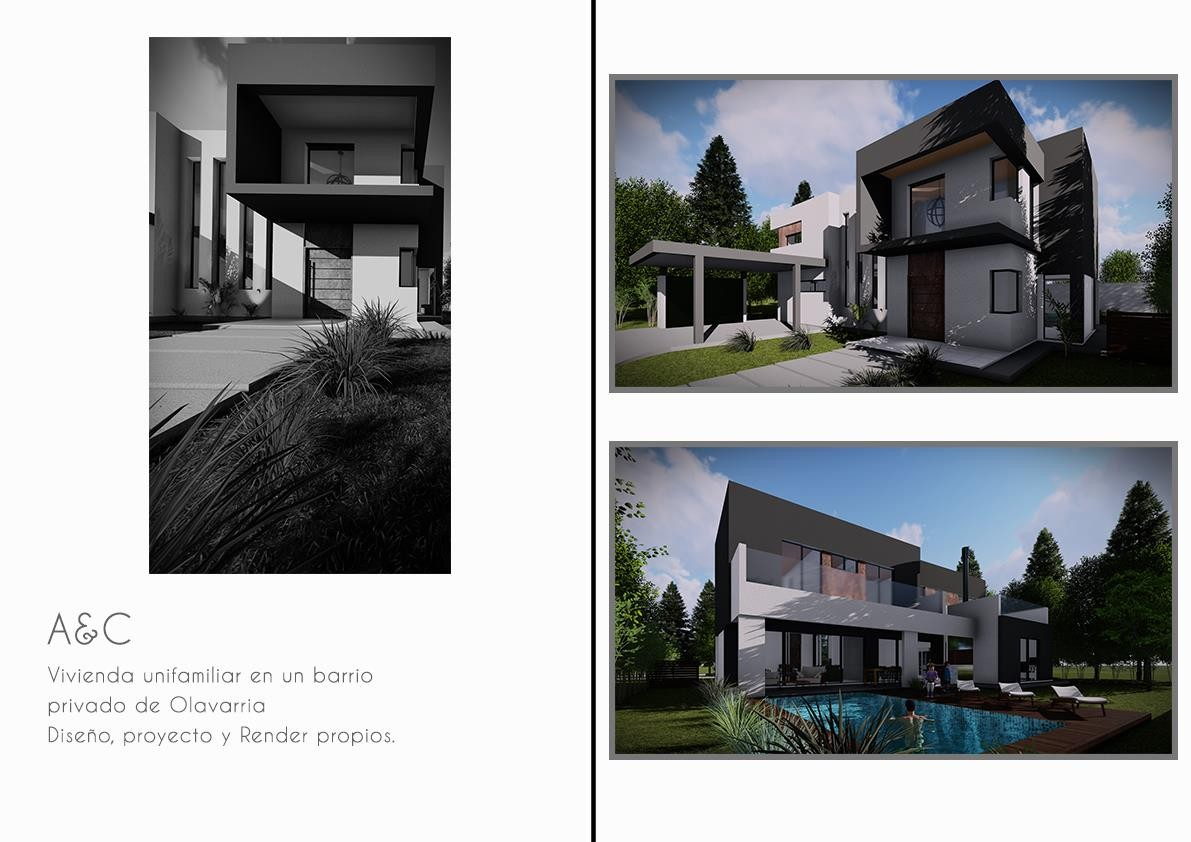 A&C
Vivienda unifamiliar en un barrio
privado de Olavarria
Diseño, proyecto y Render propios.